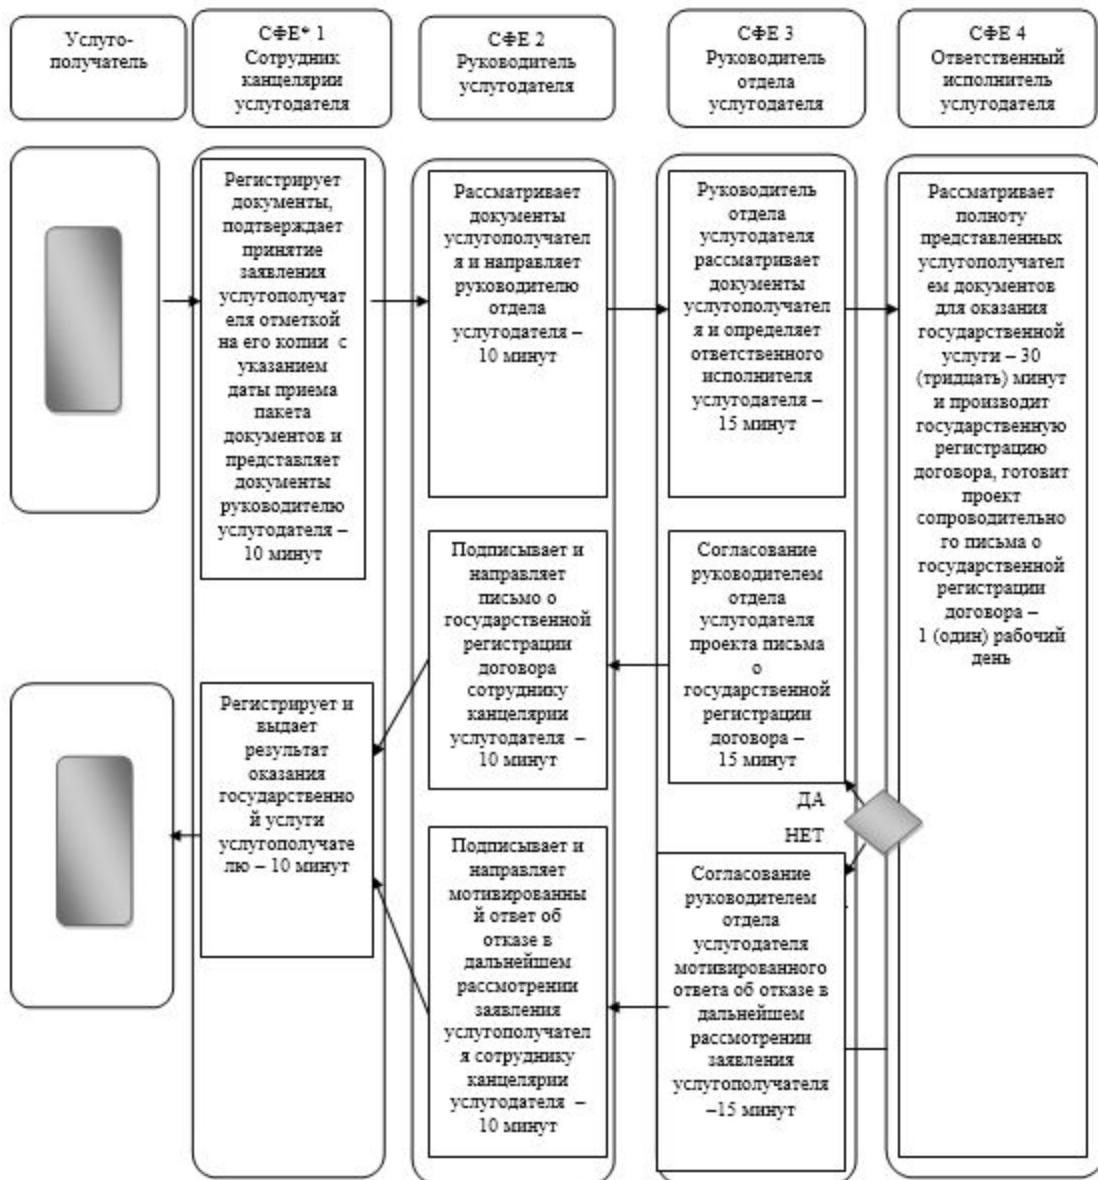 Услуго-
получатель
СФЕ* 1
Сотрудник
канцелярии
услугодателя
СФЕ 2
Руководитель
услугодателя
СФЕ 3
Руководитель
отдела
услугодателя
СФЕ 4
Ответственный
исполнитель
услугодателя
Регистрирует
документы,
подтверждает
принятие
заявления
услугополучат
еля отметкой
на его копии с
указанием
даты приема
пакета
документов и
представляет
документы
руководителю
услугодателя –
10 минут
Рассматривает
документы
услугополучател
я и направляет
руководителю
отдела
услугодателя –
10 минут
Руководитель
отдела
услугодателя
рассматривает
документы
услугополучател
я и определяет
ответственного
исполнителя
услугодателя –
15 минут
Рассматривает
полноту
представленных
услугополучател
ем документов
для оказания
государственной
услуги – 30
(тридцать) минут
и производит
государственную
регистрацию
договора, готовит
проект
сопроводительно
го письма о
государственной
регистрации
договора –
1 (один) рабочий
день
Подписывает и
направляет
письмо о
государственной
регистрации
договора
сотруднику
канцелярии
услугодателя –
10 минут
Согласование
руководителем
отдела
услугодателя
проекта письма
о
государственной
регистрации
договора –
15 минут
Регистрирует и
выдает
результат
оказания
государственно
й услуги
услугополучате
лю – 10 минут
ДА
НЕТ
Подписывает и
направляет
мотивированны
й ответ об
отказе в
дальнейшем
рассмотрении
заявления
услугополучател
я сотруднику
канцелярии
услугодателя –
10 минут
Согласование
руководителем
отдела
услугодателя
мотивированного
ответа об отказе в
дальнейшем
рассмотрении
заявления
услугополучателя
–15 минут